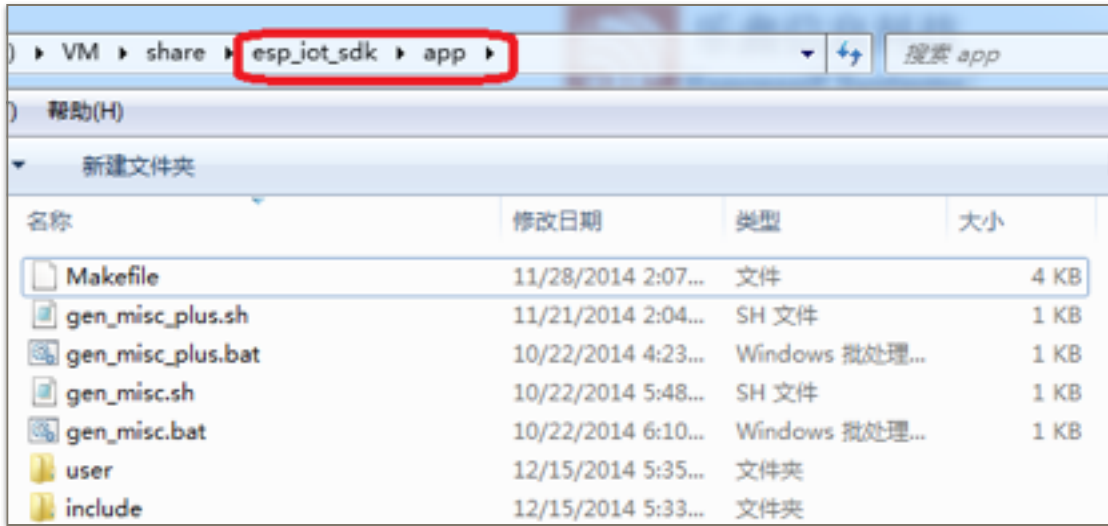 ) ▸ VM ▸ share ▸ esp_iot_sdk ▸ app ▸ 搜索 app
) 帮助(H)
新建文件夹
名称 修改日期 类型 大小
Makefile 11/28/2014 2:07... 文件 4 KB
gen_misc_plus.sh 11/21/2014 2:04... SH 文件 1 KB
gen_misc_plus.bat 10/22/2014 4:23... Windows 批处理... 1 KB
gen_misc.sh 10/22/2014 5:48... SH 文件 1 KB
gen_misc.bat 10/22/2014 6:10... Windows 批处理... 1 KB
user 12/15/2014 5:35... 文件夹
include 12/15/2014 5:33... 文件夹